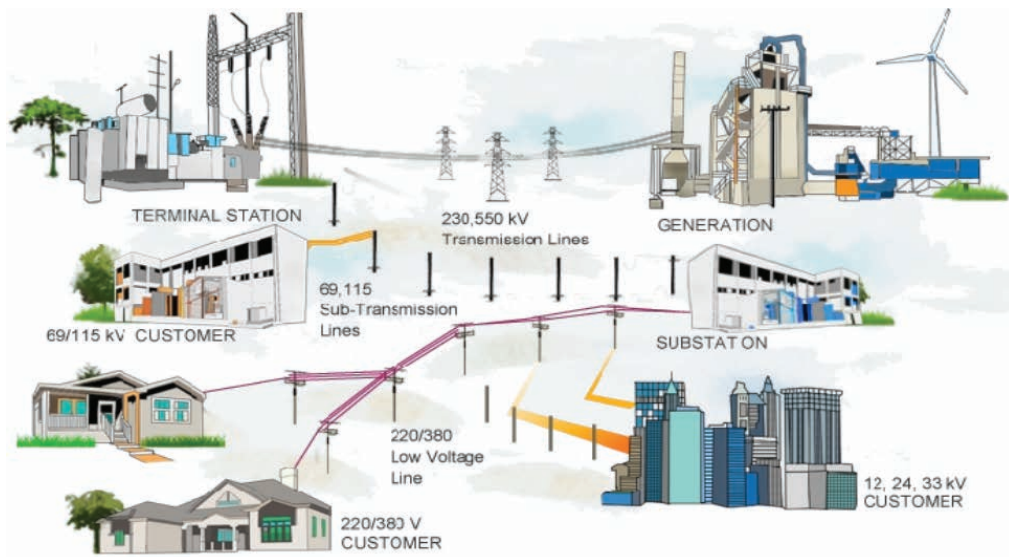 TERMINAL STATION
230,550 kV
Transmission Lines
GENERATION
69,115
Sub-Transmission
Lines
69/115 kV CUSTOMER
SUBSTAT ON
220/380
Low Voltage
Line
12, 24, 33 kV
CUSTOMER
220/380 V
CUSTOMER